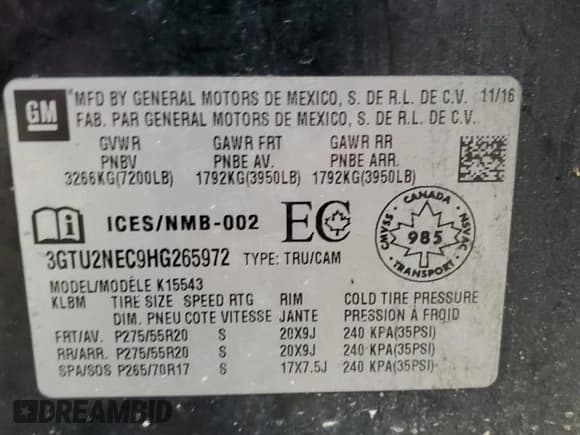 GM
*MFD BY GENERAL MOTORS DE MEXICO, S. DE R.L. DE C.V. 11/16
FAB. PAR GENERAL MOTORS DE MEXICO, S. DE R.L. DE C.V.
GVWR GAWR FRT GAWR RR
PNBV PNBE AV. PNBE ARR.
3266KG(7200LB) 1792KG(3950LB) 1792KG(3950LB)
i ICES/NMB-002 EC
CANADA
CMVSS 985 NSVAC
TRANSPORT
3GTU2NEC9HG265972 TYPE: TRU/CAM
MODEL/MODÈLE K15543
KLBM TIRE SIZE SPEED RTG RIM COLD TIRE PRESSURE
DIM. PNEU COTE VITESSE JANTE PRESSION À FROID
FRT/AV. P275/55R20 S 20X9J 240 KPA(35PSI)
RR/ARR. P275/55R20 S 20X9J 240 KPA(35PSI)
SPA/SOS P265/70R17 S 17X7.5J 240 KPA(35PSI)
DREAMBID